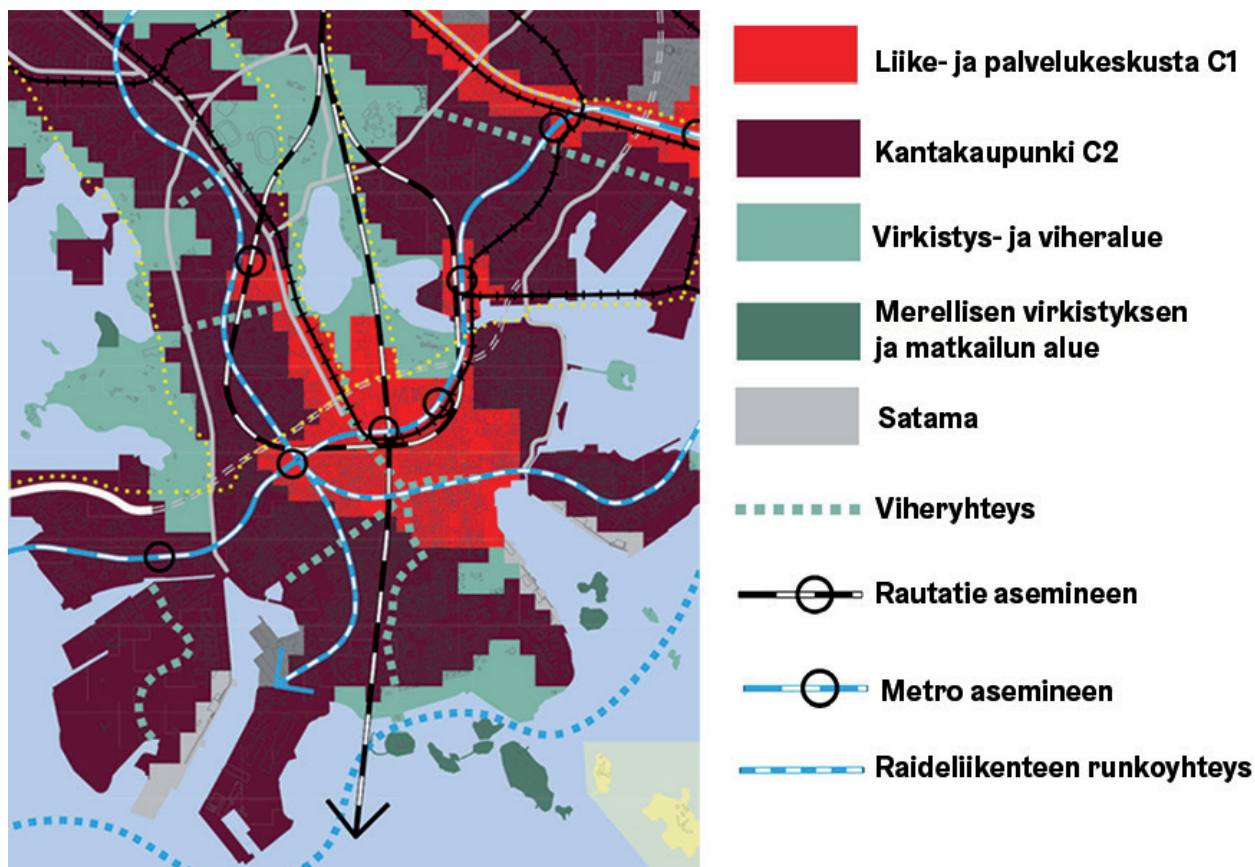 Liike- ja palvelukeskusta C1
Kantakaupunki C2
Virkistys- ja viheralue
Merellisen virkistyksen
ja matkailun alue
Satama
Viheryhteys
Rautatie asemineen
Metro asemineen
Raideliikenteen runkoyhteys